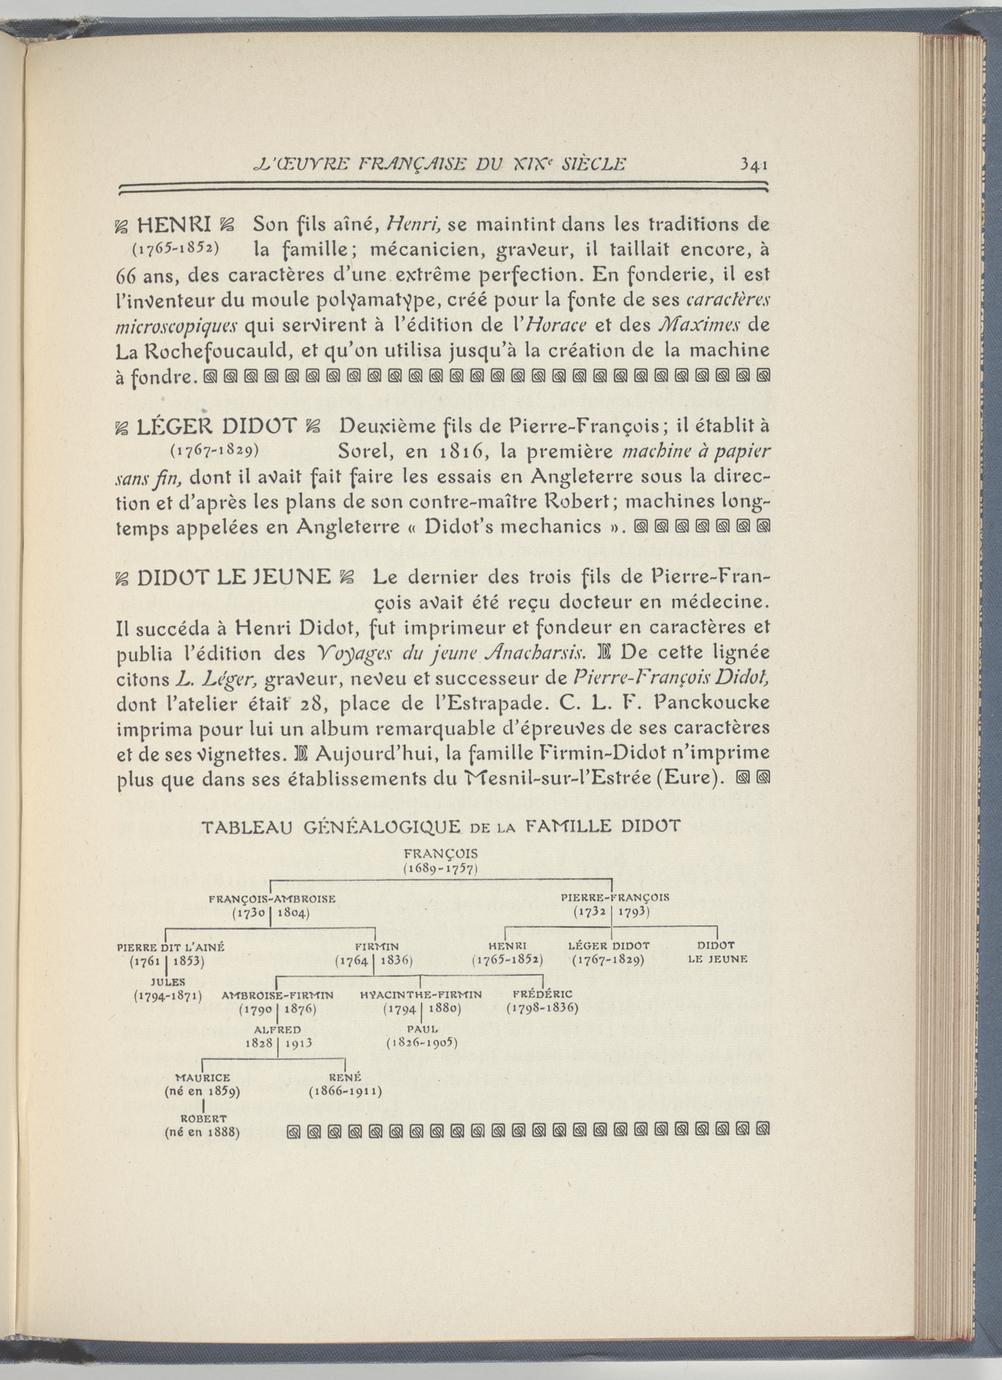 L'ŒUVRE FRANÇAISE DU XIXe SIÈCLE 341
HENRI Son fils aîné, Henri, se maintint dans les traditions de
(1765-1852) la famille; mécanicien, graveur, il taillait encore, à
66 ans, des caractères d'une extrême perfection. En fonderie, il est
l'inventeur du moule polyamatype, créé pour la fonte de ses caractères
microscopiques qui servirent à l'édition de l'Horace et des Maximes de
La Rochefoucauld, et qu'on utilisa jusqu'à la création de la machine
à fondre.
LÉGER DIDOT Deuxième fils de Pierre-François; il établit à
(1767-1829) Sorel, en 1816, la première machine à papier
sans fin, dont il avait fait faire les essais en Angleterre sous la direc-
tion et d'après les plans de son contre-maître Robert; machines long-
temps appelées en Angleterre « Didot's mechanics ».
DIDOT LE JEUNE Le dernier des trois fils de Pierre-Fran-
çois avait été reçu docteur en médecine.
Il succéda à Henri Didot, fut imprimeur et fondeur en caractères et
publia l'édition des Voyages du jeune Anacharsis. De cette lignée
citons L. Léger, graveur, neveu et successeur de Pierre-François Didot,
dont l'atelier était 28, place de l'Estrapade. C. L. F. Panckoucke
imprima pour lui un album remarquable d'épreuves de ses caractères
et de ses vignettes. Aujourd'hui, la famille Firmin-Didot n'imprime
plus que dans ses établissements du Mesnil-sur-l'Estrée (Eure).
TABLEAU GÉNÉALOGIQUE DE LA FAMILLE DIDOT
FRANÇOIS
(1689-1757)
FRANÇOIS-AMBROISE PIERRE-FRANÇOIS
(1730 1804) (1732 1793)
PIERRE DIT L'AINÉ FIRMIN HENRI LÉGER DIDOT DIDOT
(1761 1853) (1764 1836) (1765-1852) (1767-1829) LE JEUNE
JULES
(1794-1871) AMBROISE-FIRMIN HYACINTHE-FIRMIN FRÉDÉRIC
(1790 1876) (1794 1880) (1798-1836)
ALFRED PAUL
1828 1913 (1826-1905)
MAURICE RENÉ
(né en 1859) (1866-1911)
ROBERT
(né en 1888)